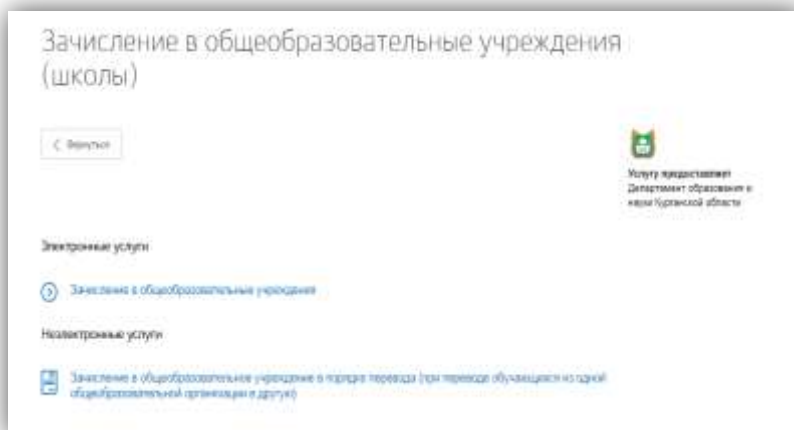 Зачисление в общеобразовательные учреждения
(школы)
Вернуться
Услугу предоставляет
Департамент образования и
науки Курганской области
Электронные услуги
Зачисление в общеобразовательные учреждения
Неэлектронные услуги
Зачисление в общеобразовательное учреждение в порядке перевода (при переводе обучающихся из одной
общеобразовательной организации в другую)